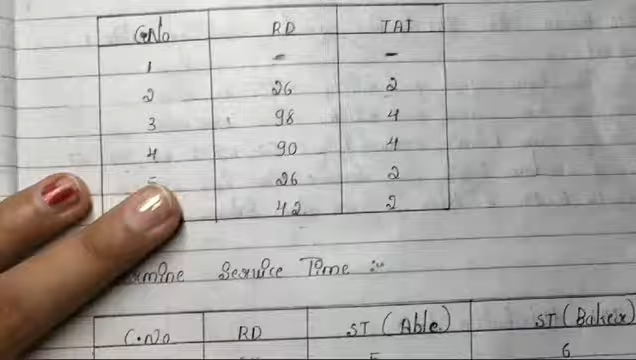 C.No RD IAT
1 - -
2 26 2
3 98 4
4 90 4
5 26 2
42 2
Service Time :-
C.No RD ST (Able) ST (Baker)
6